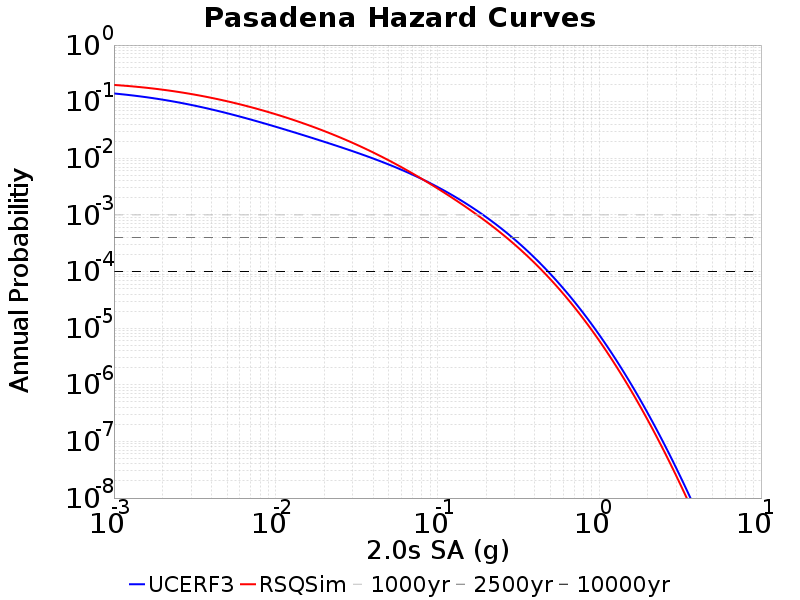 Pasadena Hazard Curves
10^0
10^-1
10^-2
10^-3
10^-4
10^-5
10^-6
10^-7
10^-8
Annual Probabilitiy
10^-3 10^-2 10^-1 10^0 10^1
2.0s SA (g)
UCERF3 RSQSim 1000yr 2500yr 10000yr